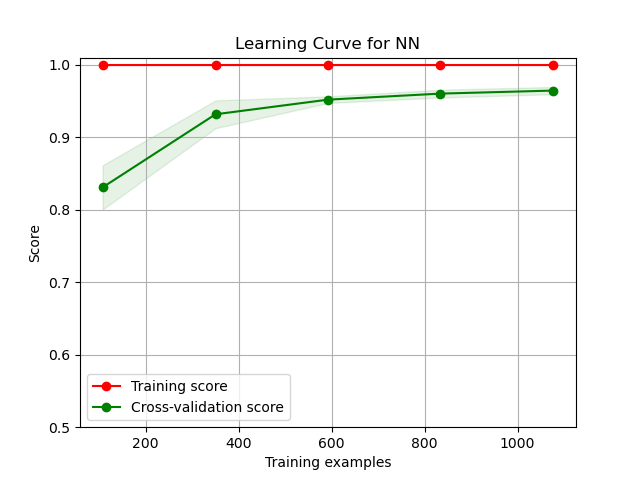 Learning Curve for NN
1.0
0.9
0.8
0.7
0.6
0.5
Score
Training score
Cross-validation score
200 400 600 800 1000
Training examples